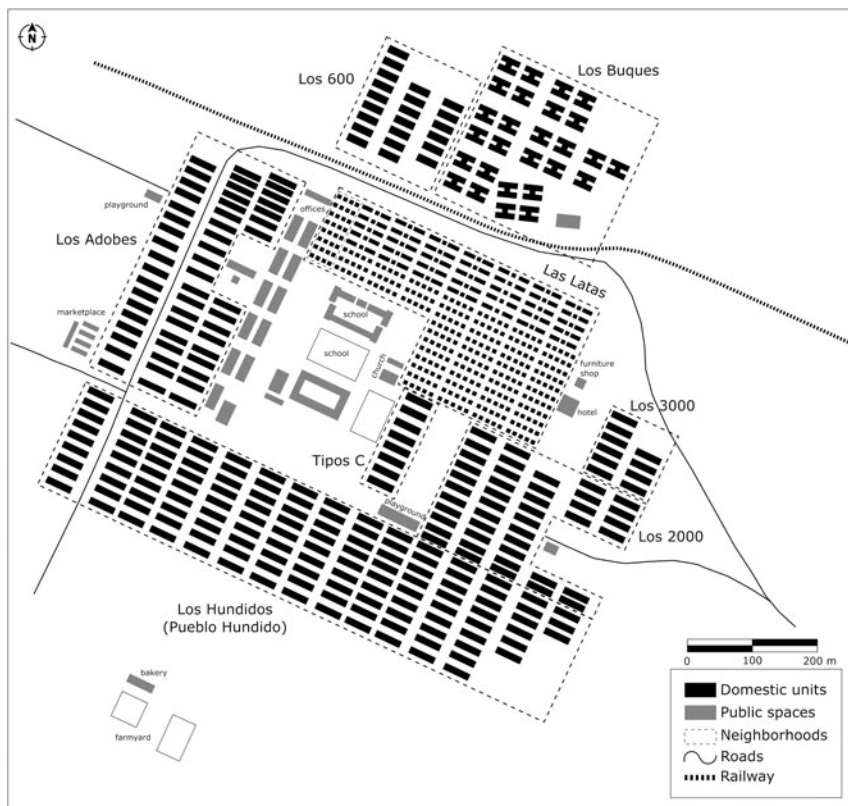 N
Los 600
Los Buques
playground
offices
Los Adobes
Las Latas
marketplace
school
school
church
furniture
shop
hotel
Los 3000
Tipos C
playground
Los 2000
Los Hundidos
(Pueblo Hundido)
bakery
farmyard
0 100 200 m
Domestic units
Public spaces
Neighborhoods
Roads
Railway